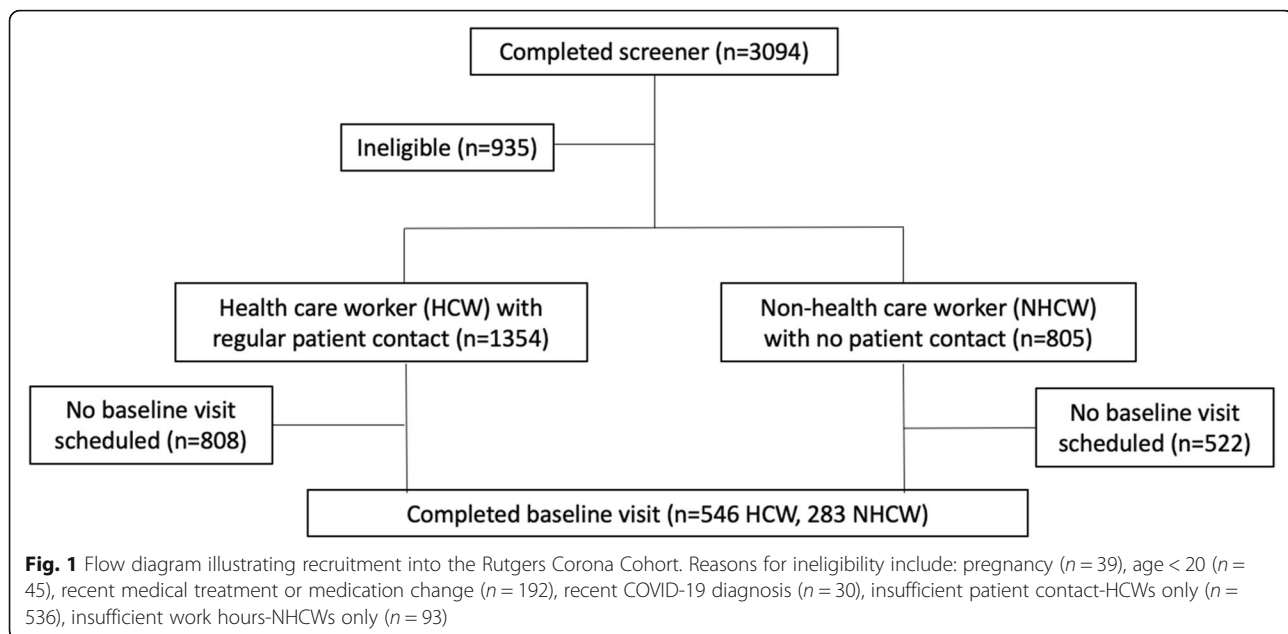 Completed screener (n=3094)
Ineligible (n=935)
Health care worker (HCW) with
regular patient contact (n=1354)
Non-health care worker (NHCW)
with no patient contact (n=805)
No baseline visit
scheduled (n=808)
No baseline visit
scheduled (n=522)
Completed baseline visit (n=546 HCW, 283 NHCW)
Fig. 1 Flow diagram illustrating recruitment into the Rutgers Corona Cohort. Reasons for ineligibility include: pregnancy (n = 39), age < 20 (n =
45), recent medical treatment or medication change (n = 192), recent COVID-19 diagnosis (n = 30), insufficient patient contact-HCWs only (n =
536), insufficient work hours-NHCWs only (n = 93)